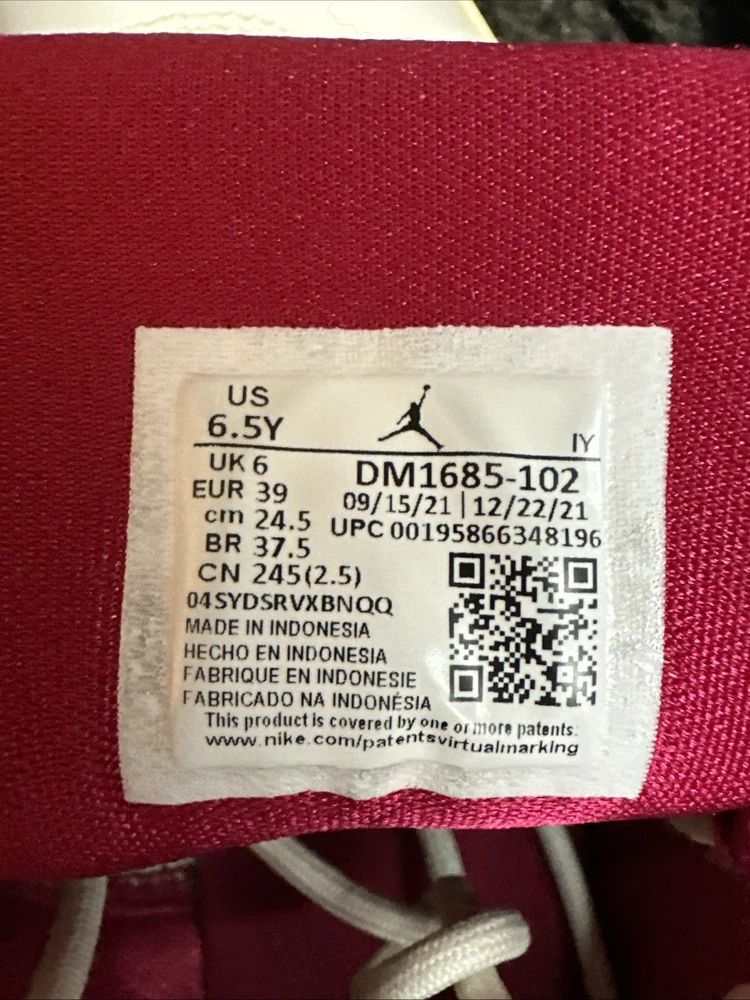 US
6.5Y
IY
UK 6
EUR 39
cm 24.5
BR 37.5
CN 245(2.5)
DM1685-102
09/15/21 | 12/22/21
UPC 00195866348196
04SYDSRVXBNQQ
MADE IN INDONESIA
HECHO EN INDONESIA
FABRIQUE EN INDONESIE
FABRICADO NA INDONÉSIA
This product is covered by one or more patents:
www.nike.com/patentsvirtualmarking